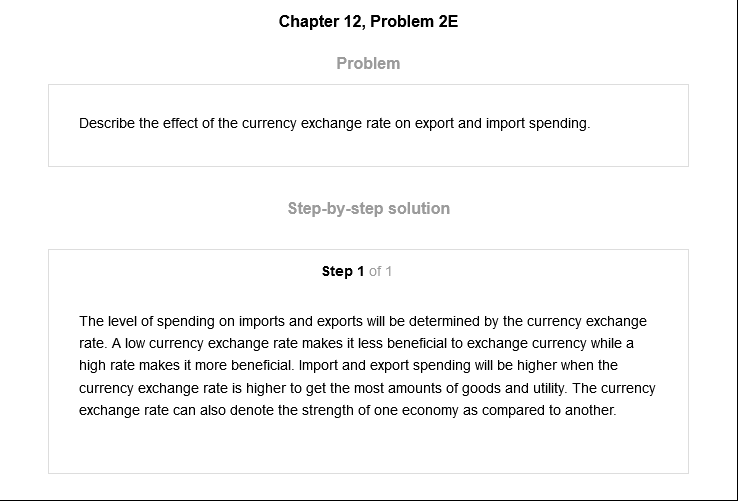 Chapter 12, Problem 2E
Problem
Describe the effect of the currency exchange rate on export and import spending.
Step-by-step solution
Step 1 of 1
The level of spending on imports and exports will be determined by the currency exchange
rate. A low currency exchange rate makes it less beneficial to exchange currency while a
high rate makes it more beneficial. Import and export spending will be higher when the
currency exchange rate is higher to get the most amounts of goods and utility. The currency
exchange rate can also denote the strength of one economy as compared to another.